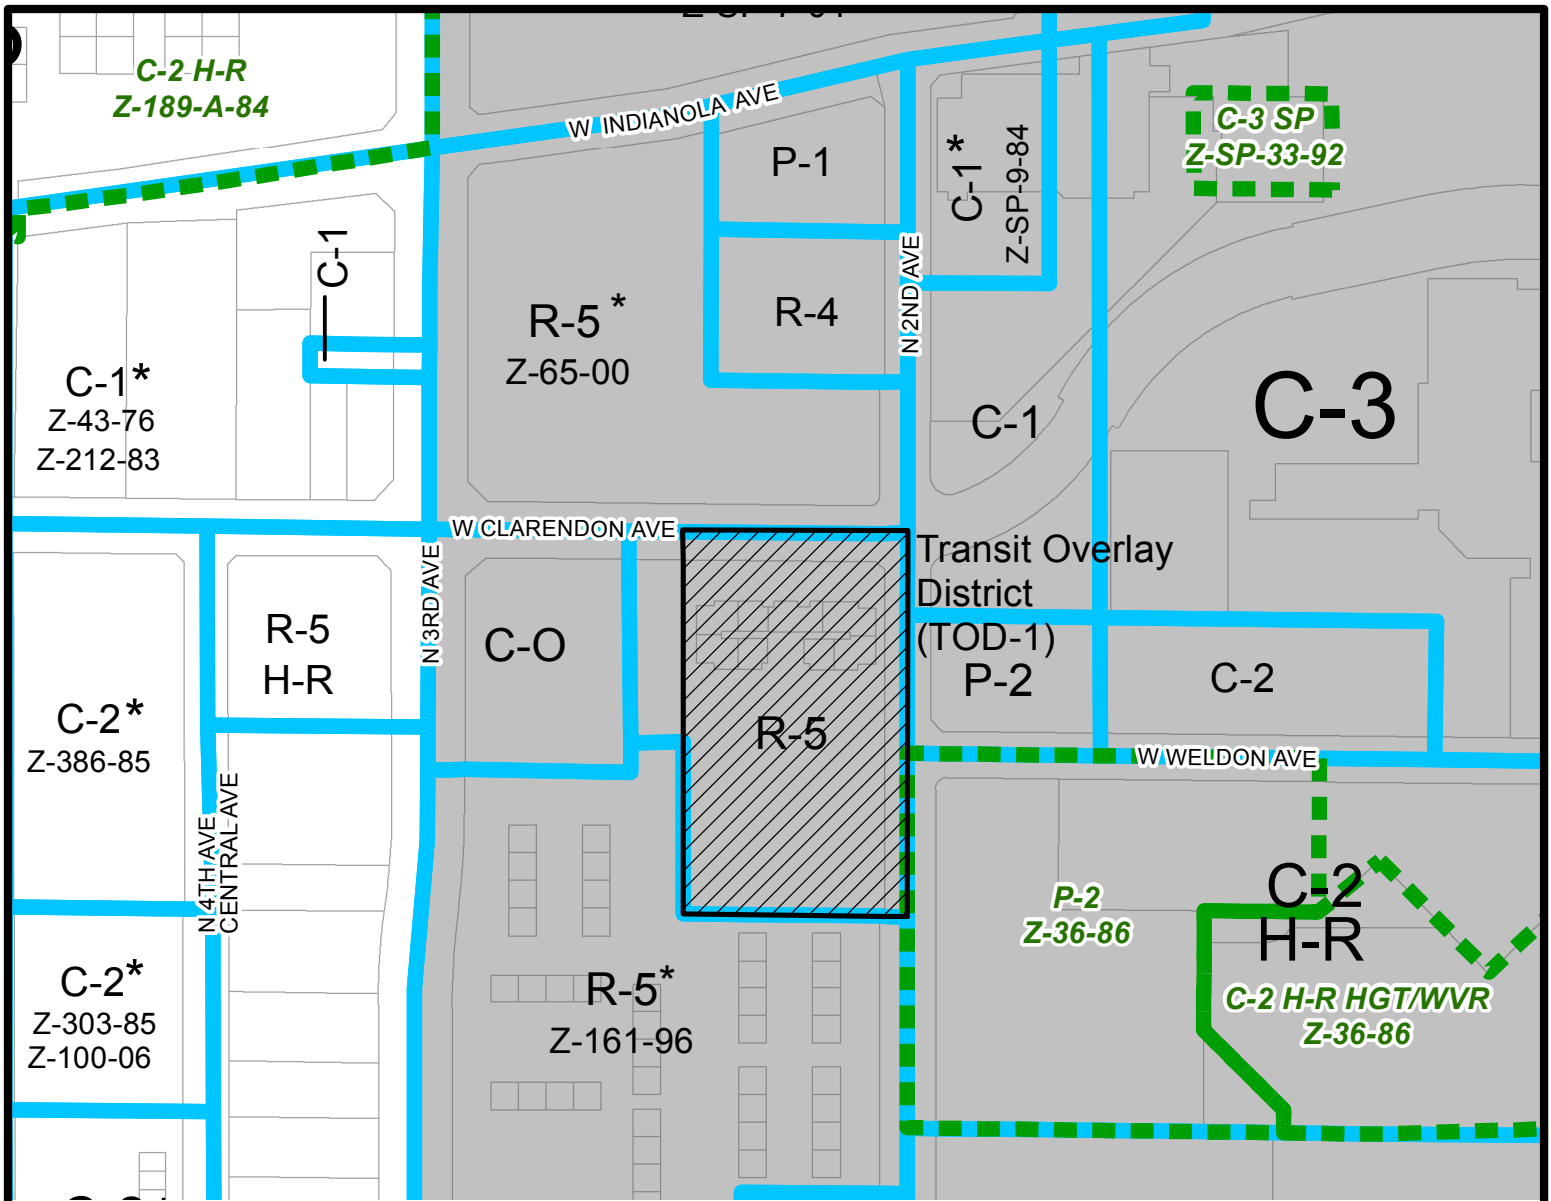 C-2 H-R
Z-189-A-84
W INDIANOLA AVE
P-1
C-1*
Z-SP-9-84
C-3 SP
Z-SP-33-92
C-1
R-5*
Z-65-00
R-4
N 2ND AVE
C-1*
Z-43-76
Z-212-83
C-1
C-3
W CLARENDON AVE
N 3RD AVE
Transit Overlay
District
(TOD-1)
R-5
H-R
C-O
P-2
C-2
C-2*
Z-386-85
R-5
W WELDON AVE
N 4TH AVE
CENTRAL AVE
P-2
Z-36-86
C-2
H-R
C-2 H-R HGT/WVR
Z-36-86
C-2*
Z-303-85
Z-100-06
R-5*
Z-161-96